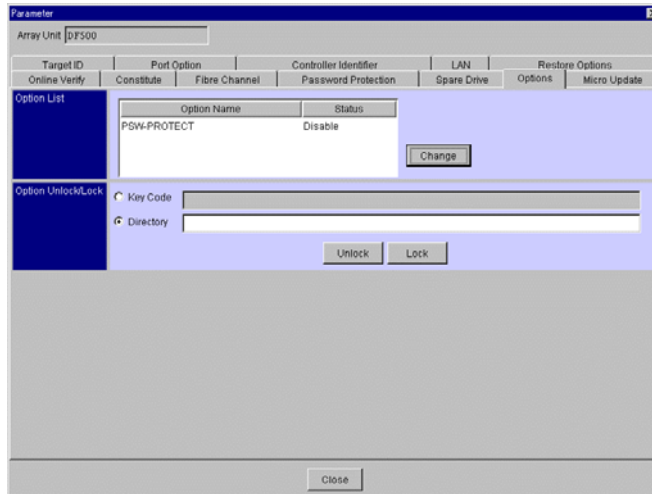 Parameter
Array Unit DF500
Target ID Port Option Controller Identifier LAN Restore Options
Online Verify Constitute Fibre Channel Password Protection Spare Drive Options Micro Update
Option List
Option Name Status
PSW-PROTECT Disable
Change
Option Unlock/Lock
Key Code
Directory
Unlock Lock
Close